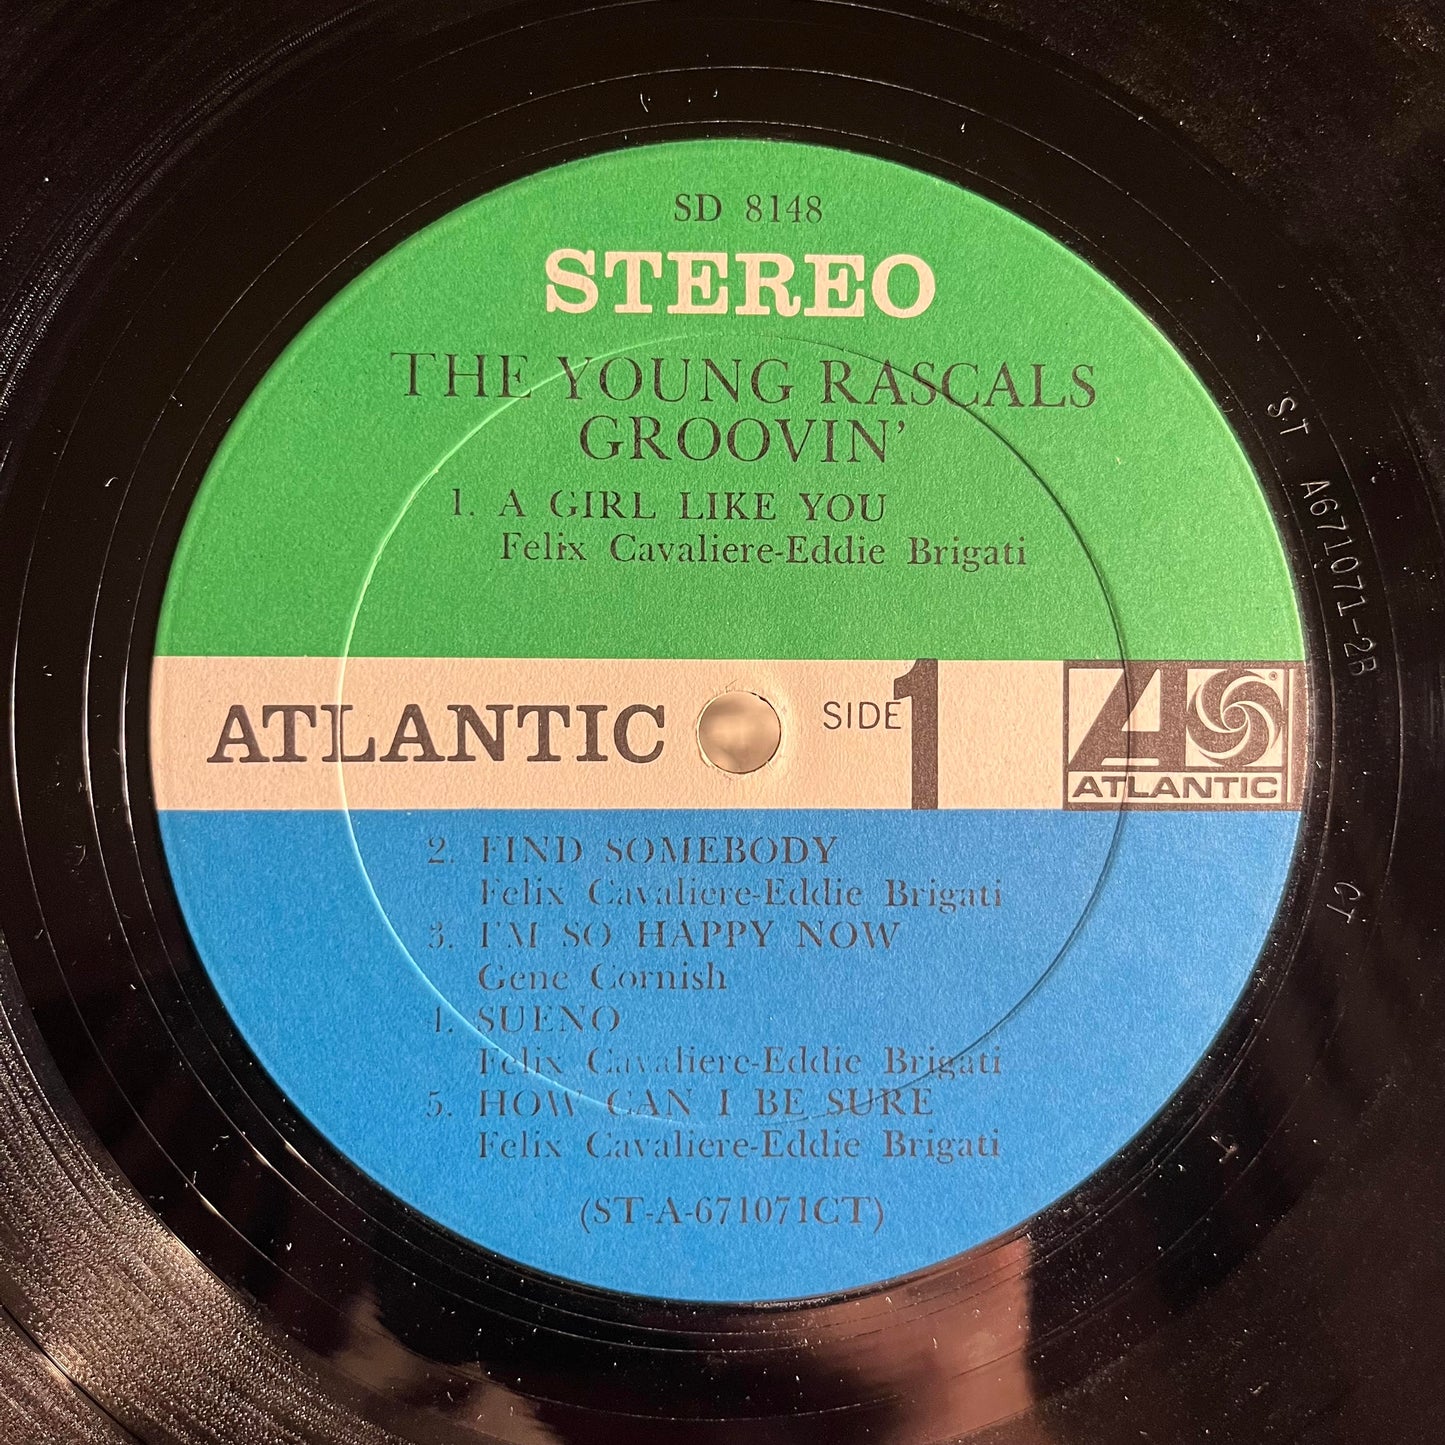 SD 8148
STEREO
THE YOUNG RASCALS
GROOVIN'
1. A GIRL LIKE YOU
Felix Cavaliere-Eddie Brigati
ATLANTIC
SIDE 1
ATLANTIC
2. FIND SOMEBODY
Felix Cavaliere-Eddie Brigati
3. I'M SO HAPPY NOW
Gene Cornish
4. SUENO
Felix Cavaliere-Eddie Brigati
5. HOW CAN I BE SURE
Felix Cavaliere-Eddie Brigati
(ST-A-671071CT)
ST A671071-2B
CT